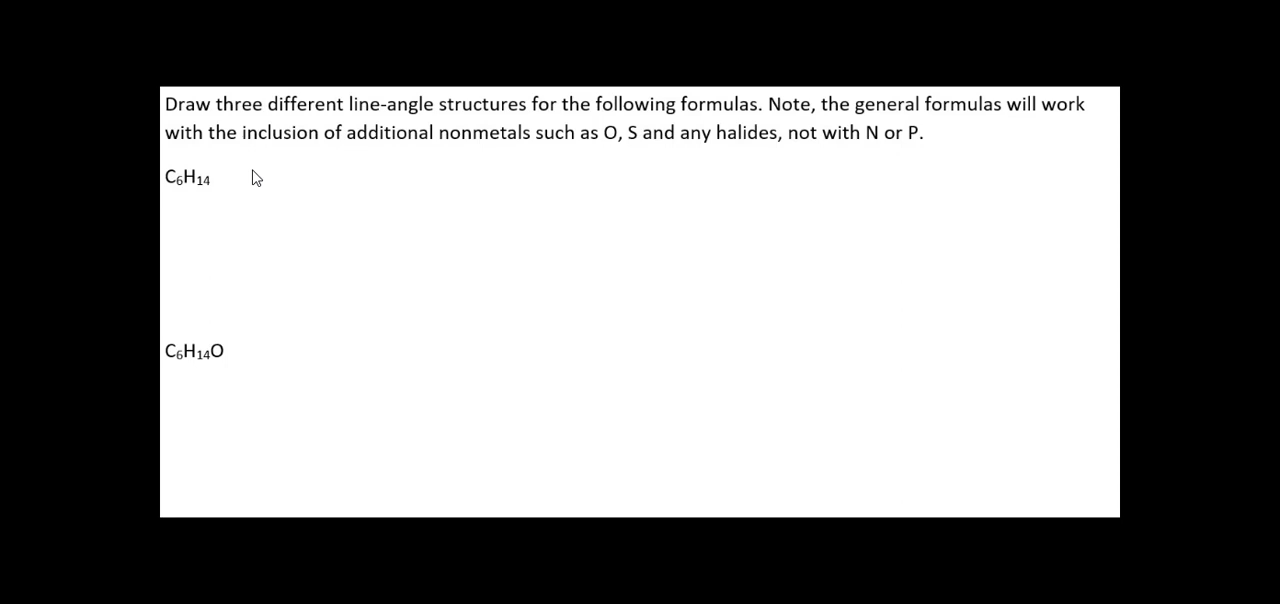 Draw three different line-angle structures for the following formulas. Note, the general formulas will work
with the inclusion of additional nonmetals such as O, S and any halides, not with N or P.
C₆H₁₄
C₆H₁₄O